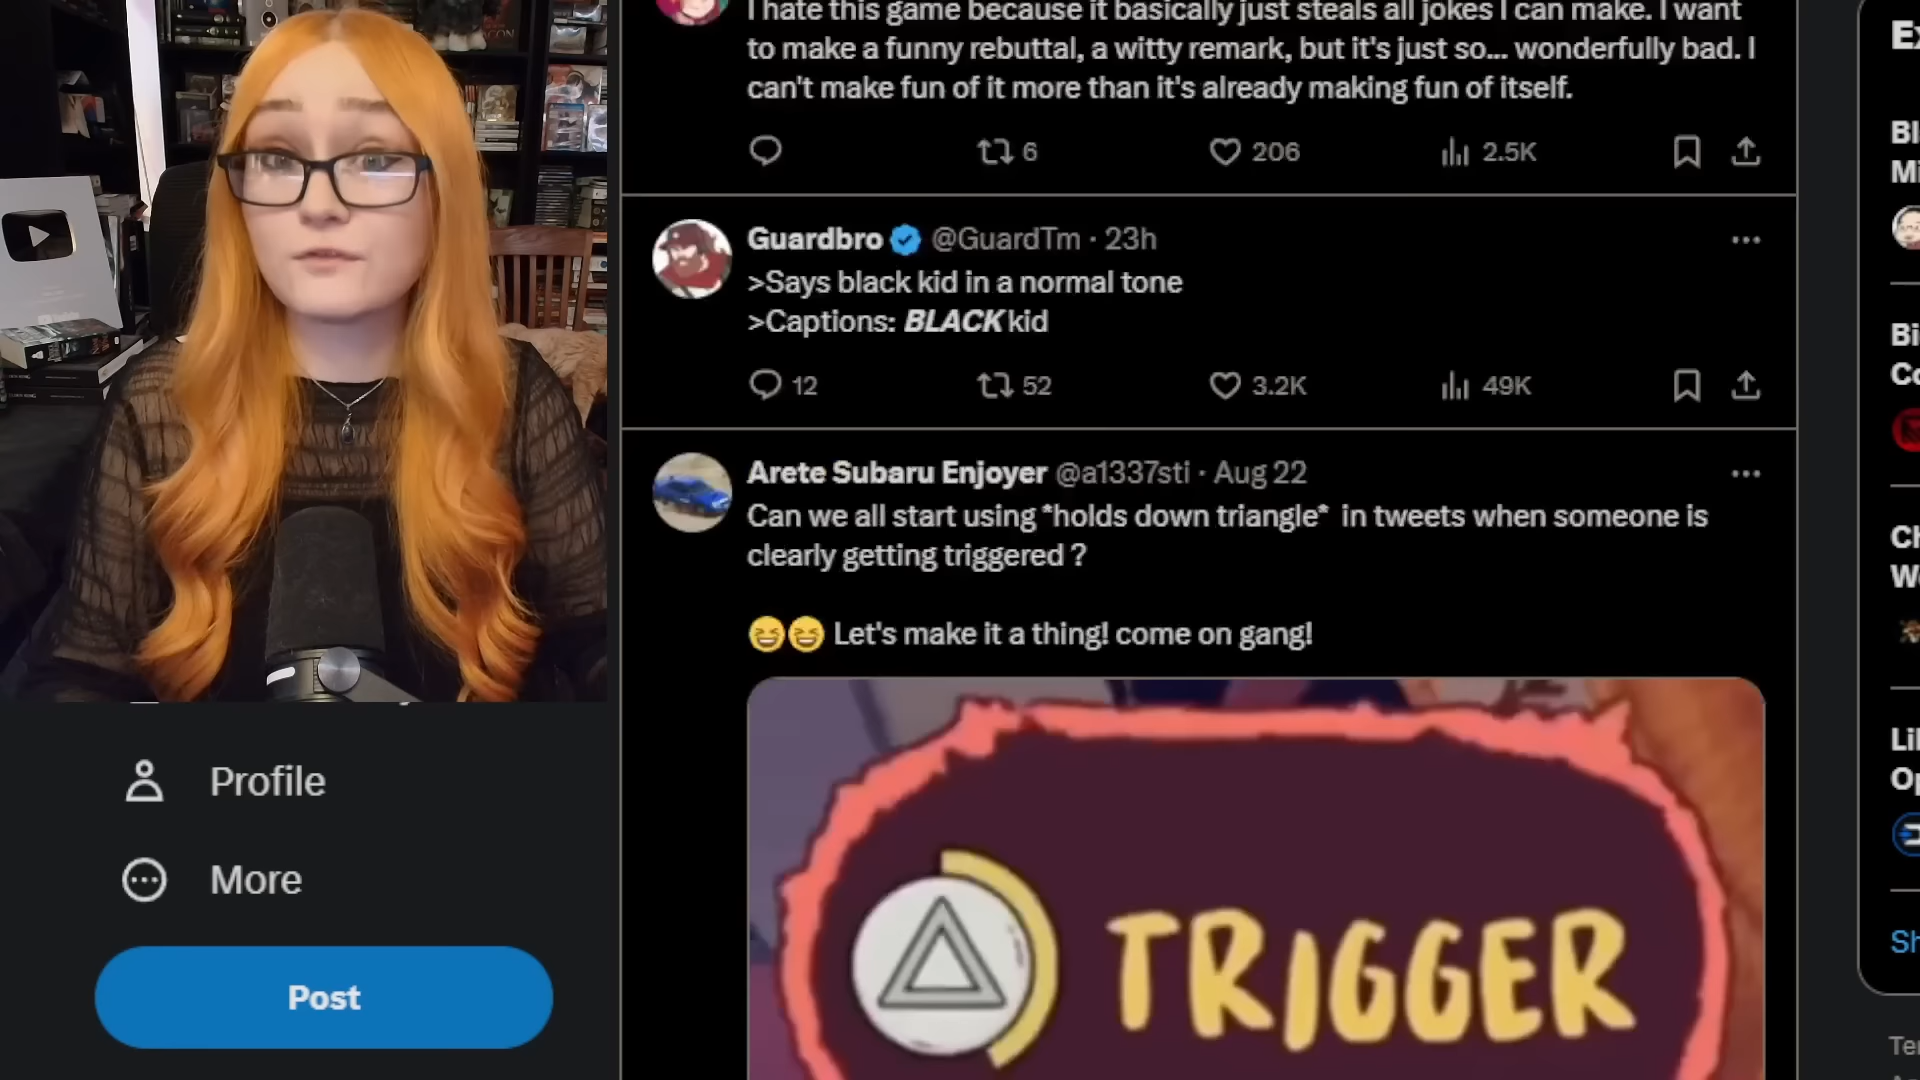 I hate this game because it basically just steals all jokes I can make. I want
to make a funny rebuttal, a witty remark, but it's just so... wonderfully bad. I
can't make fun of it more than it's already making fun of itself.
6 206 2.5K
Guardbro @GuardTm · 23h
>Says black kid in a normal tone
>Captions: BLACK kid
12 52 3.2K 49K
Arete Subaru Enjoyer @a1337sti · Aug 22
Can we all start using *holds down triangle* in tweets when someone is
clearly getting triggered ?
😆😆 Let's make it a thing! come on gang!
TRIGGER
Profile
More
Post